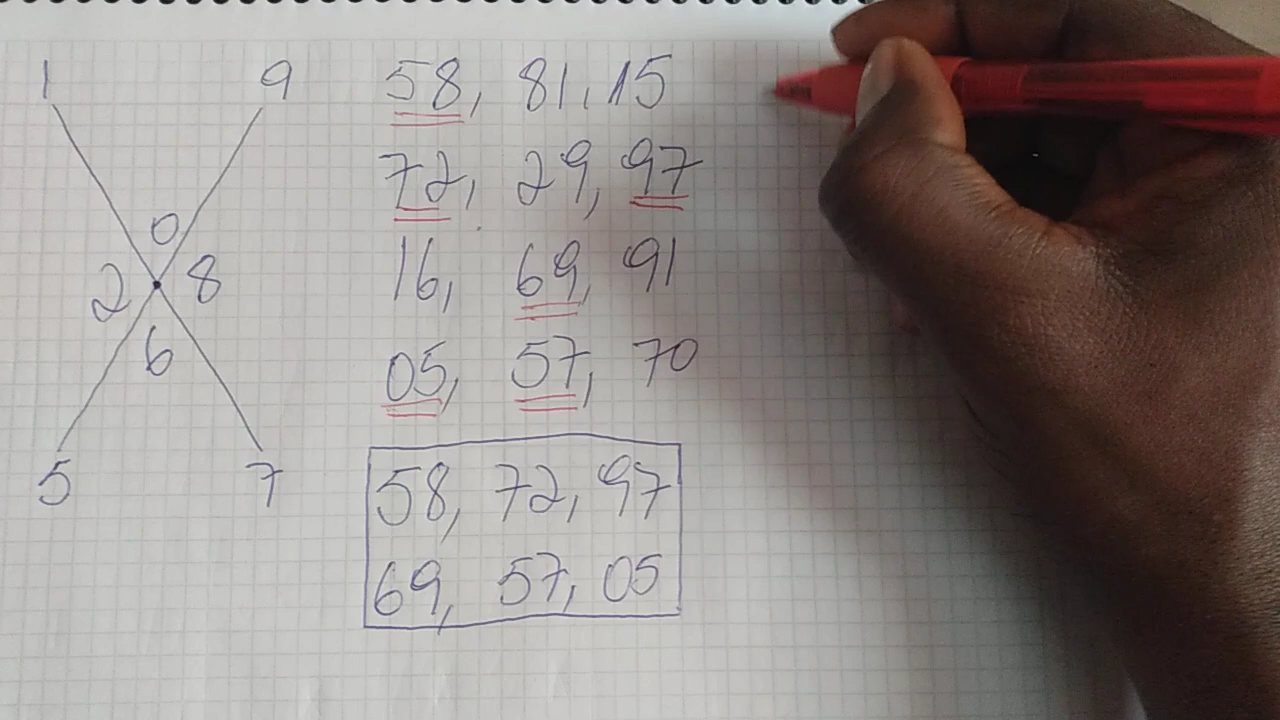 1 9
0
2 8
6
5 7
58, 81, 15
72, 29, 97
16, 69, 91
05, 57, 70
58, 72, 97
69, 57, 05